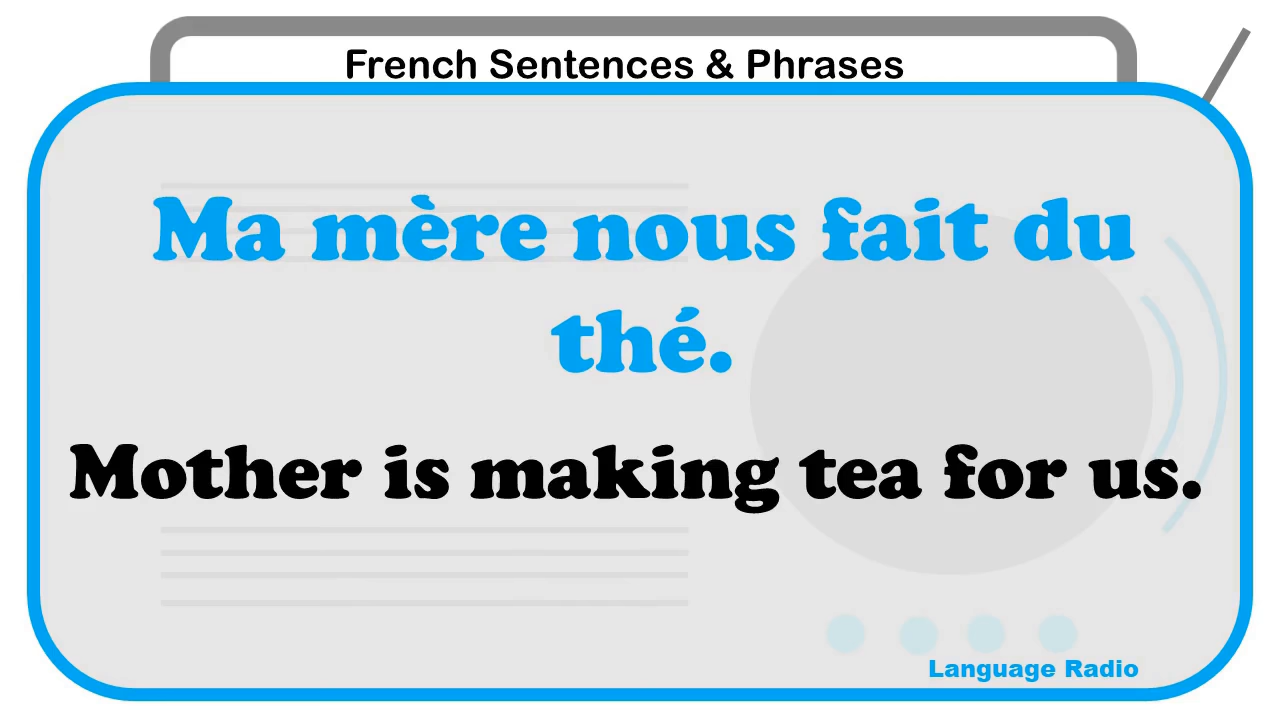 French Sentences & Phrases
Ma mère nous fait du
thé.
Mother is making tea for us.
Language Radio